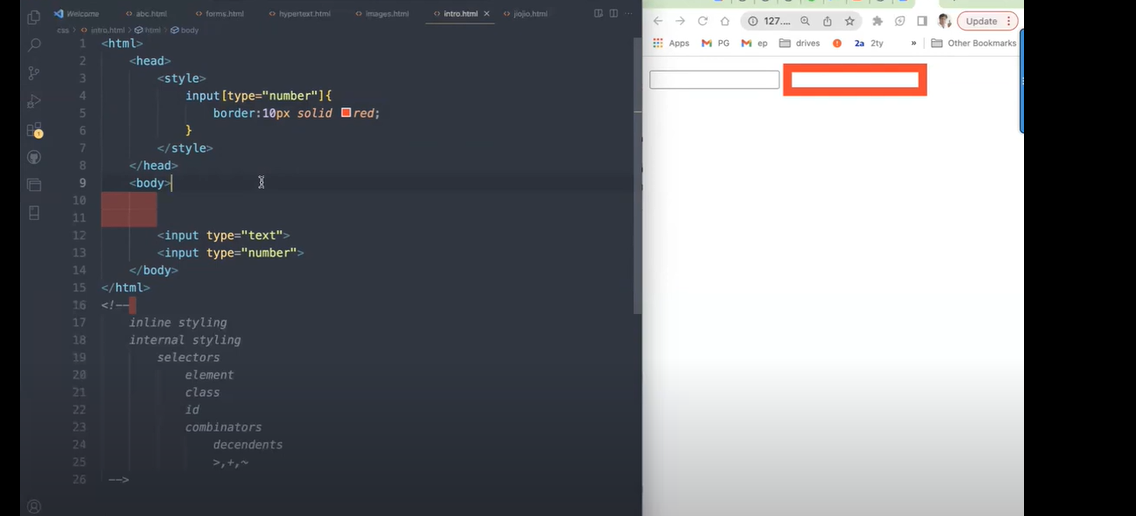 Welcome abc.html forms.html hypertext.html images.html intro.html jiojio.html
css intro.html html body
127.... Update
Apps PG ep drives 2a 2ty » Other Bookmarks
1 <html>
2 <head>
3 <style>
4 input[type="number"]{
5 border:10px solid red;
6 }
7 </style>
8 </head>
9 <body>
10
11
12 <input type="text">
13 <input type="number">
14 </body>
15 </html>
16 <!--
17 inline styling
18 internal styling
19 selectors
20 element
21 class
22 id
23 combinators
24 decendents
25 >,+,~
26 -->